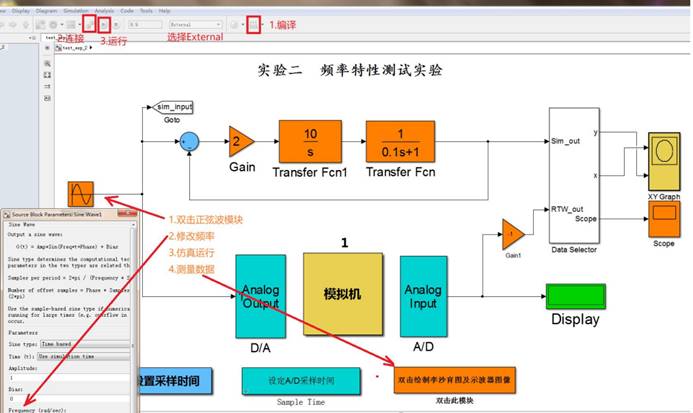 View Display Diagram Simulation Analysis Code Tools Help
External
1.编译
2.连接
3.运行
选择External
test_exp_2
实验二 频率特性测试实验
sim_input
Goto
2
Gain
10
s
Transfer Fcn1
1
0.1s+1
Transfer Fcn
Sim_out
y
x
RTW_out
Scope
Data Selector
XY Graph
Scope
-1
Gain1
1.双击正弦波模块
2.修改频率
3.仿真运行
4.测量数据
1
Analog
Output
D/A
模拟机
Analog
Input
A/D
Display
设置采样时间
设定A/D采样时间
Sample Time
双击绘制李沙育图及示波器图像
双击此模块
Source Block Parameters: Sine Wave1
Sine Wave
Output a sine wave:
O(t) = Amp*Sin(Freq*t+Phase) + Bias
Sine type determines the computational tec
parameters in the two types are related th
Samples per period = 2*pi / (Frequency * S
Number of offset samples = Phase * Samples
(2*pi)
Use the sample-based sine type if numerical
running for large times (e.g. overflow in
occur.
Parameters
Sine type: Time based
Time (t): Use simulation time
Amplitude:
1
Bias:
0
Frequency (rad/sec):